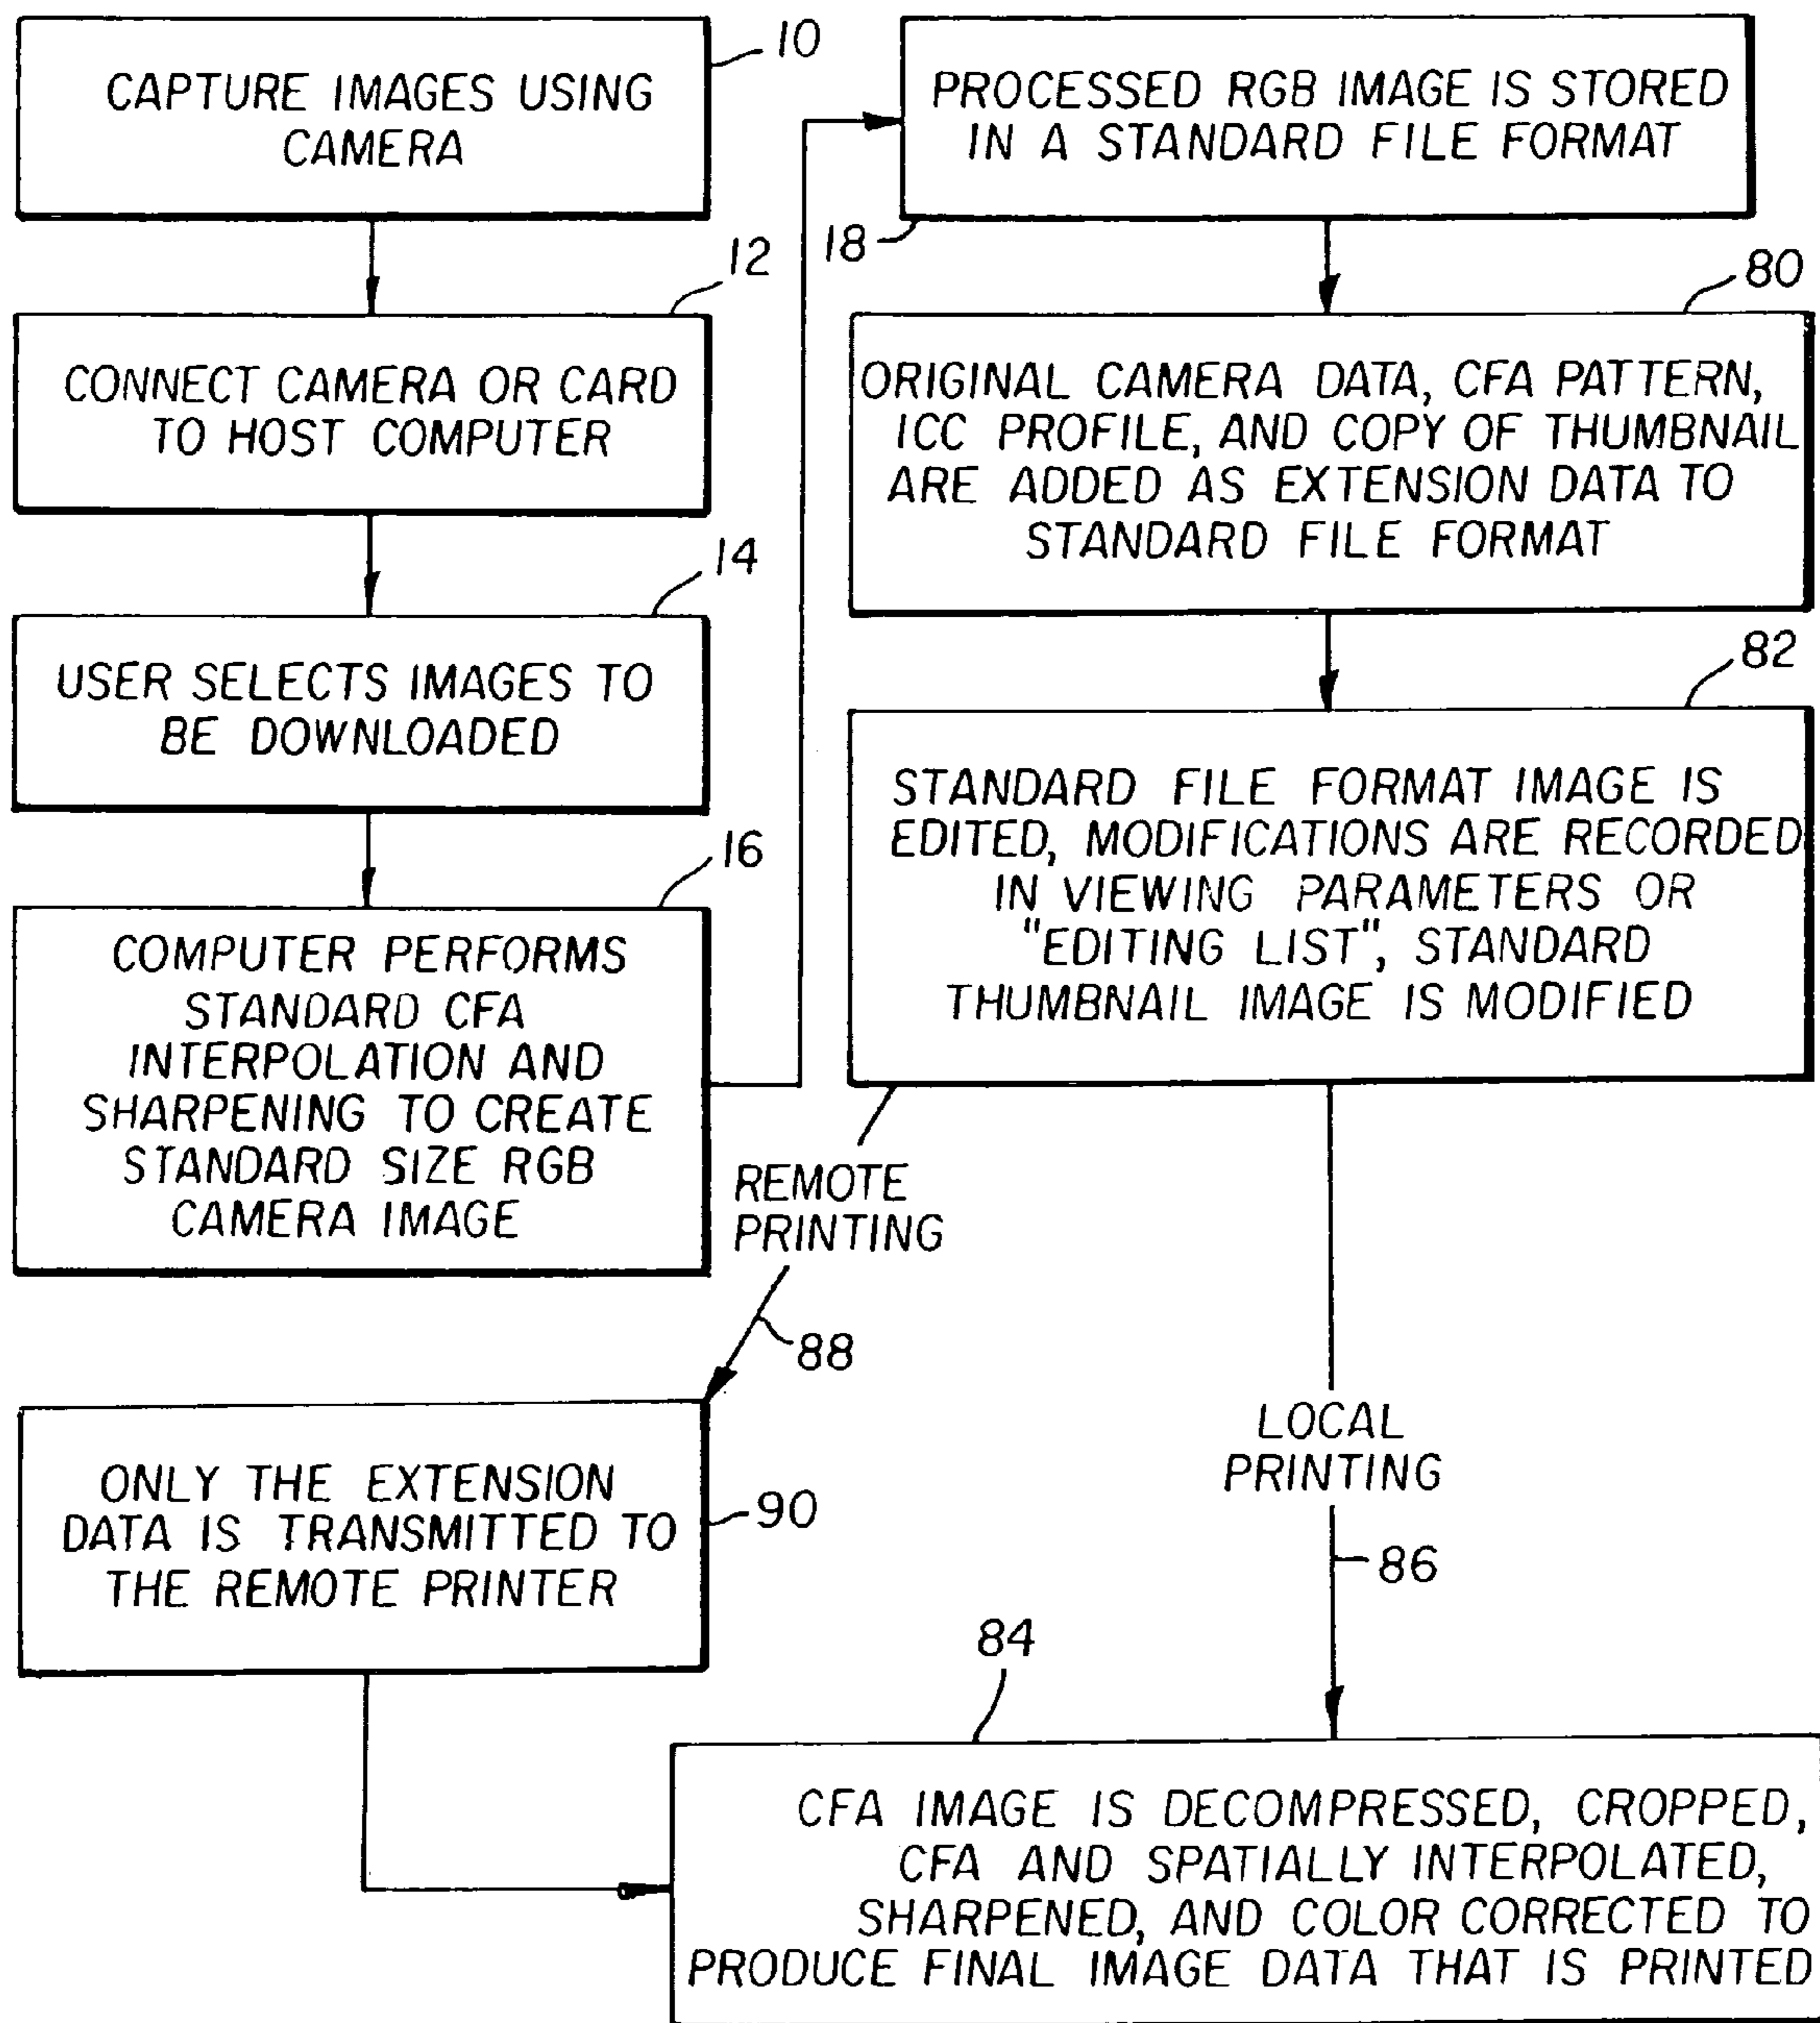 10
CAPTURE IMAGES USING
CAMERA
12
CONNECT CAMERA OR CARD
TO HOST COMPUTER
14
USER SELECTS IMAGES TO
BE DOWNLOADED
16
COMPUTER PERFORMS
STANDARD CFA
INTERPOLATION AND
SHARPENING TO CREATE
STANDARD SIZE RGB
CAMERA IMAGE
PROCESSED RGB IMAGE IS STORED
IN A STANDARD FILE FORMAT
18
80
ORIGINAL CAMERA DATA, CFA PATTERN,
ICC PROFILE, AND COPY OF THUMBNAIL
ARE ADDED AS EXTENSION DATA TO
STANDARD FILE FORMAT
82
STANDARD FILE FORMAT IMAGE IS
EDITED, MODIFICATIONS ARE RECORDED
IN VIEWING PARAMETERS OR
"EDITING LIST", STANDARD
THUMBNAIL IMAGE IS MODIFIED
REMOTE
PRINTING
88
ONLY THE EXTENSION
DATA IS TRANSMITTED TO
THE REMOTE PRINTER
90
LOCAL
PRINTING
86
84
CFA IMAGE IS DECOMPRESSED, CROPPED,
CFA AND SPATIALLY INTERPOLATED,
SHARPENED, AND COLOR CORRECTED TO
PRODUCE FINAL IMAGE DATA THAT IS PRINTED